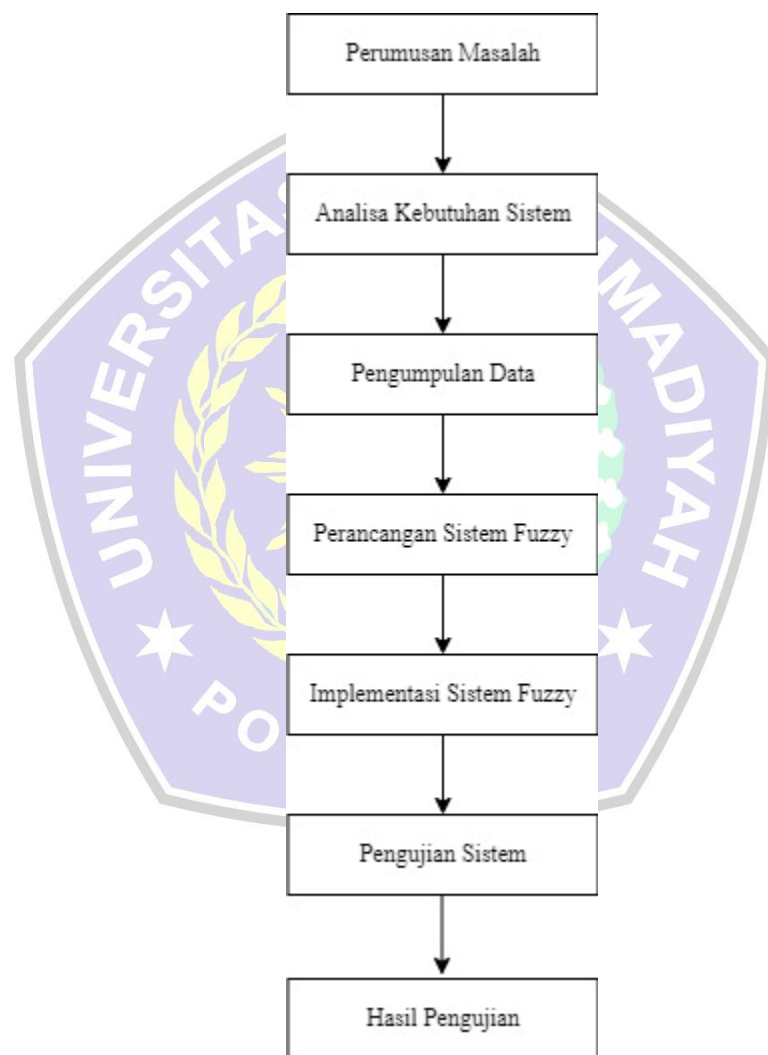 Perumusan Masalah
Analisa Kebutuhan Sistem
Pengumpulan Data
Perancangan Sistem Fuzzy
Implementasi Sistem Fuzzy
Pengujian Sistem
Hasil Pengujian